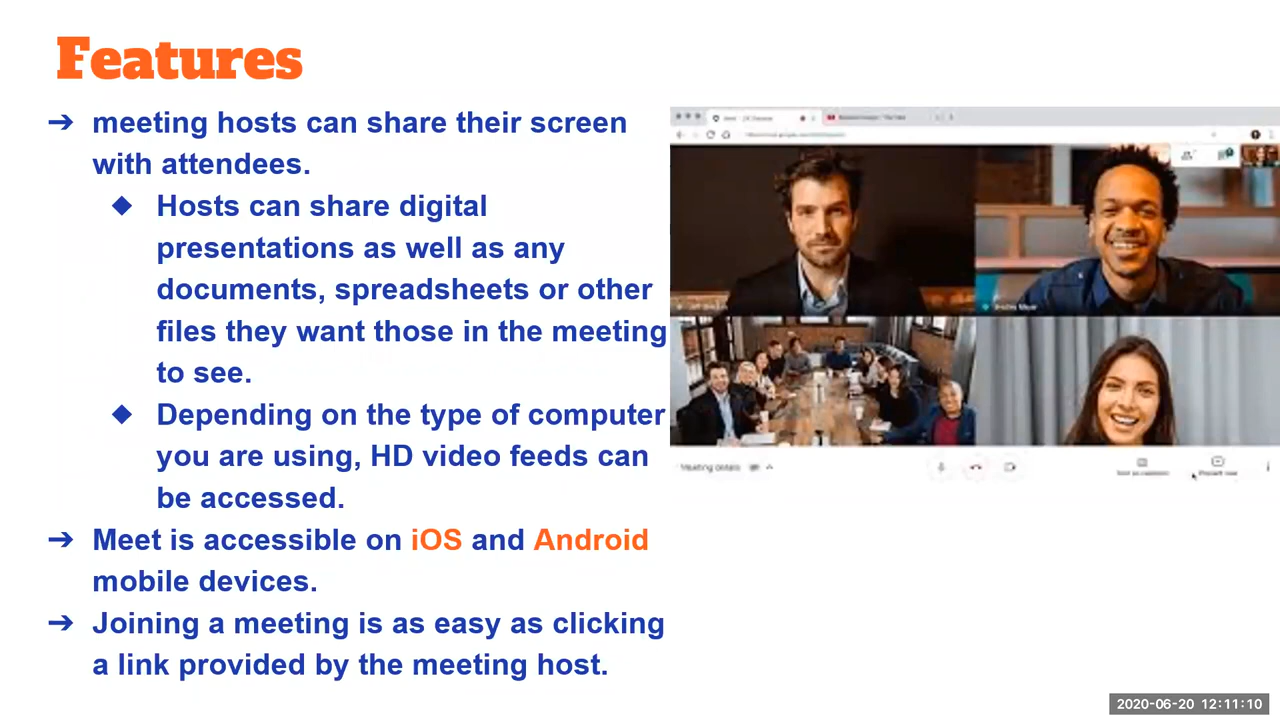 Features
➔ meeting hosts can share their screen
with attendees.
◆ Hosts can share digital
presentations as well as any
documents, spreadsheets or other
files they want those in the meeting
to see.
◆ Depending on the type of computer
you are using, HD video feeds can
be accessed.
➔ Meet is accessible on iOS and Android
mobile devices.
➔ Joining a meeting is as easy as clicking
a link provided by the meeting host.
Meeting details
2020-06-20 12:11:10